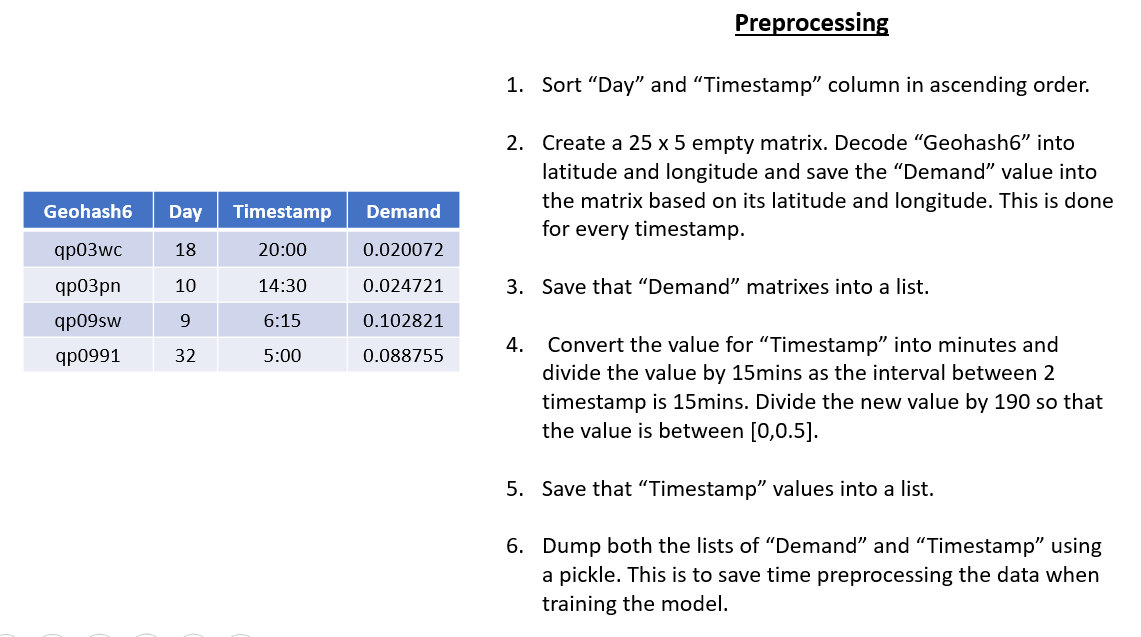 Preprocessing
Geohash6 Day Timestamp Demand
qp03wc 18 20:00 0.020072
qp03pn 10 14:30 0.024721
qp09sw 9 6:15 0.102821
qp0991 32 5:00 0.088755
1. Sort “Day” and “Timestamp” column in ascending order.
2. Create a 25 x 5 empty matrix. Decode “Geohash6” into
latitude and longitude and save the “Demand” value into
the matrix based on its latitude and longitude. This is done
for every timestamp.
3. Save that “Demand” matrixes into a list.
4. Convert the value for “Timestamp” into minutes and
divide the value by 15mins as the interval between 2
timestamp is 15mins. Divide the new value by 190 so that
the value is between [0,0.5].
5. Save that “Timestamp” values into a list.
6. Dump both the lists of “Demand” and “Timestamp” using
a pickle. This is to save time preprocessing the data when
training the model.